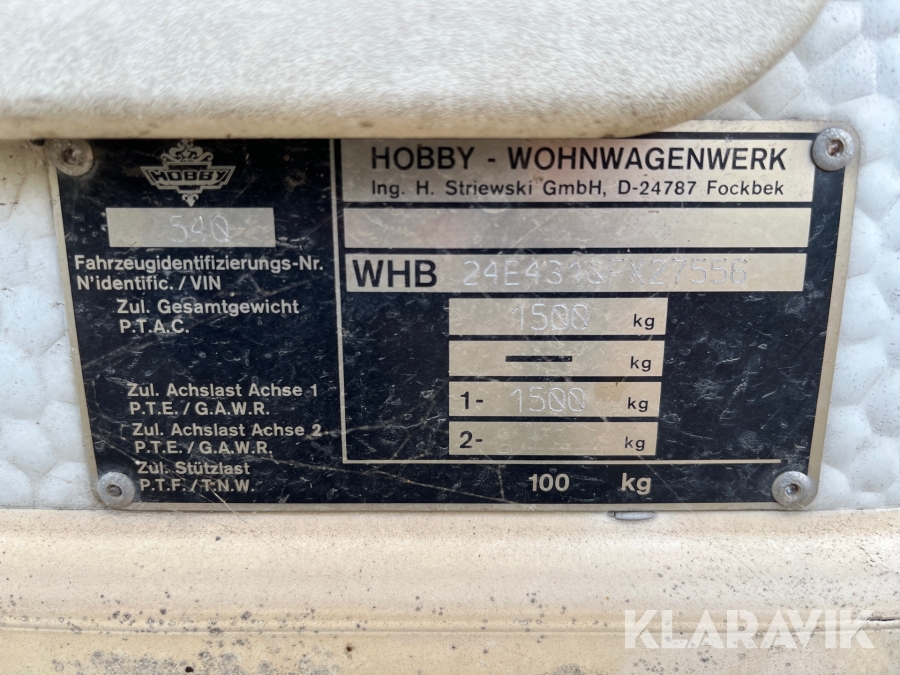 HOBBY
540
HOBBY - WOHNWAGENWERK
Ing. H. Striewski GmbH, D-24787 Fockbek
Fahrzeugidentifizierungs-Nr.
N°identific. / VIN
WHB
Zul. Gesamtgewicht
P.T.A.C.
1500 kg
kg
Zul. Achslast Achse 1
P.T.E./G.A.W.R.
1- 1500 kg
Zul. Achslast Achse 2
P.T.E./G.A.W.R.
2- kg
Zul. Stützlast
P.T.F./T.N.W.
100 kg
KLARAVIK